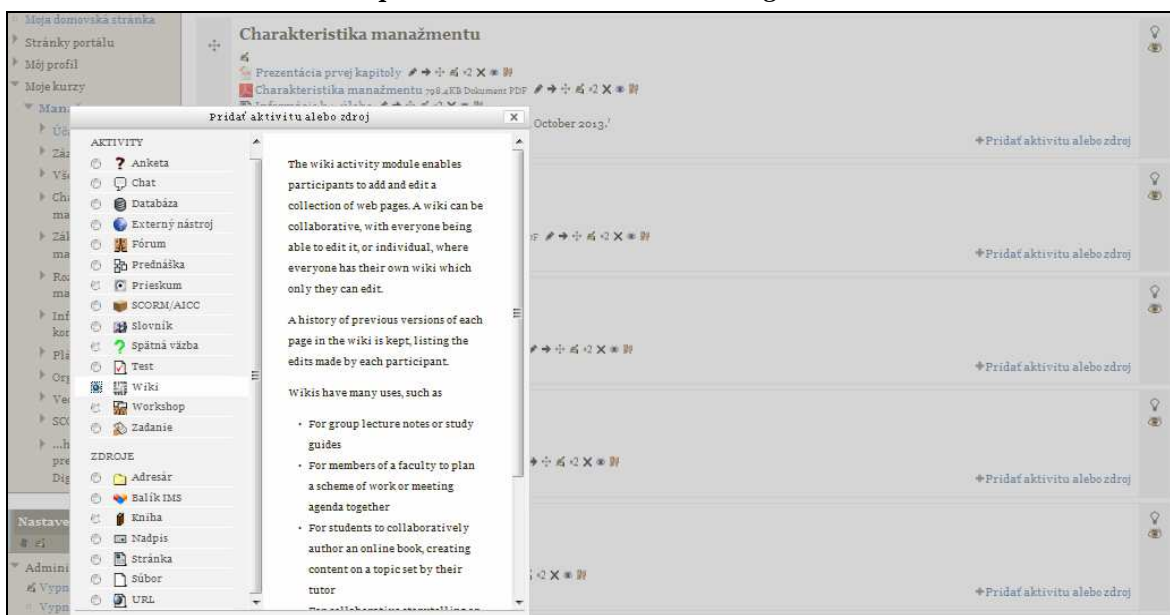 Moja domovská stránka
Stránky portálu
Môj profil
Moje kurzy
Charakteristika manažmentu
Prezentácia prvej kapitoly
Charakteristika manažmentu 798.4KB Dokument PDF
October 2013.'
+Pridať aktivitu alebo zdroj
+Pridať aktivitu alebo zdroj
+Pridať aktivitu alebo zdroj
+Pridať aktivitu alebo zdroj
+Pridať aktivitu alebo zdroj
Pridať aktivitu alebo zdroj
AKTIVITY
Anketa
Chat
Databáza
Externý nástroj
Fórum
Prednáška
Prieskum
SCORM/AICC
Slovník
Spätná väzba
Test
Wiki
Workshop
Zadanie
ZDROJE
Adresár
Balík IMS
Kniha
Nadpis
Stránka
Súbor
URL
The wiki activity module enables
participants to add and edit a
collection of web pages. A wiki can be
collaborative, with everyone being
able to edit it, or individual, where
everyone has their own wiki which
only they can edit.
A history of previous versions of each
page in the wiki is kept, listing the
edits made by each participant.
Wikis have many uses, such as
• For group lecture notes or study
guides
• For members of a faculty to plan
a scheme of work or meeting
agenda together
• For students to collaboratively
author an online book, creating
content on a topic set by their
tutor